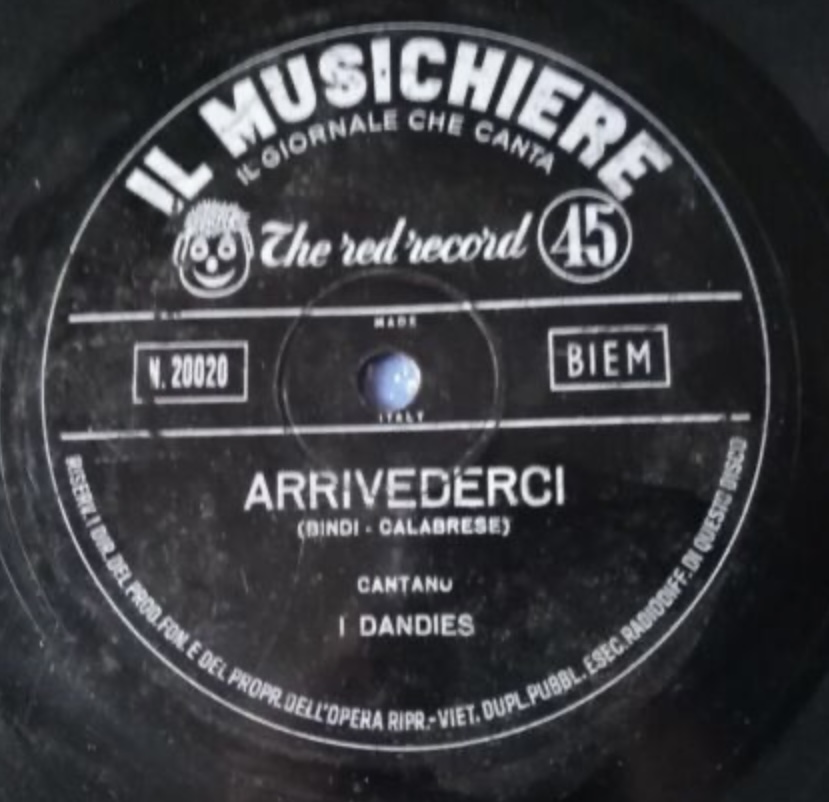 IL MUSICHIERE
IL GIORNALE CHE CANTA
The red record 45
MADE
N. 20020
BIEM
ITALY
ARRIVEDERCI
(BINDI - CALABRESE)
CANTANO
I DANDIES
RISERV. I DIR. DEL PROD. FON. E DEL PROPR. DELL'OPERA RIPR.-VIET. DUPL. PUBBL. ESEC. RADIODIFF. DI QUESTO DISCO